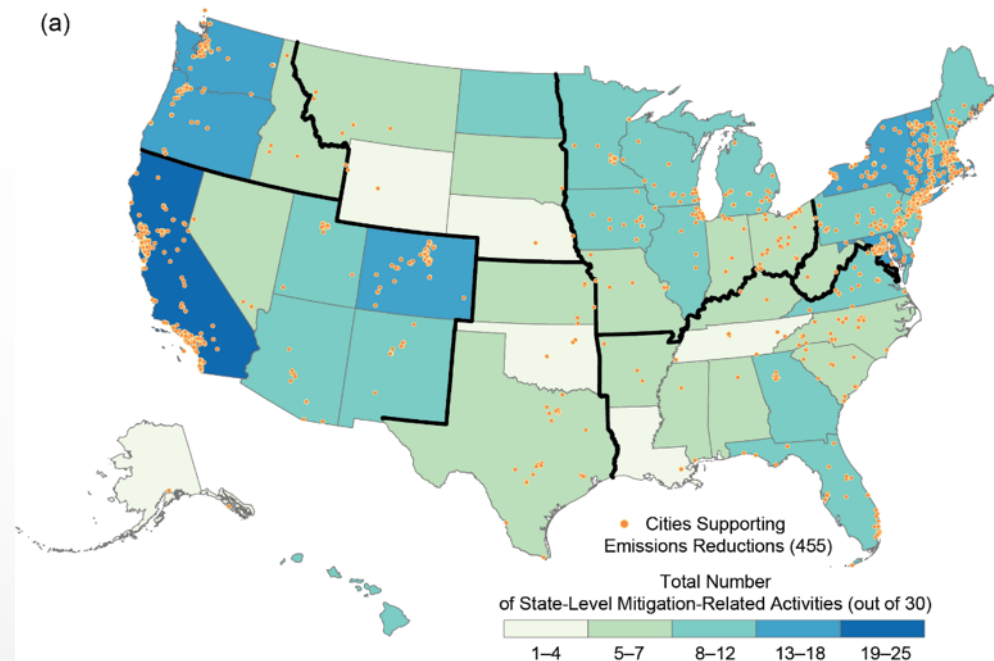 (a)
Cities Supporting
Emissions Reductions (455)
Total Number
of State-Level Mitigation-Related Activities (out of 30)
1–4 5–7 8–12 13–18 19–25